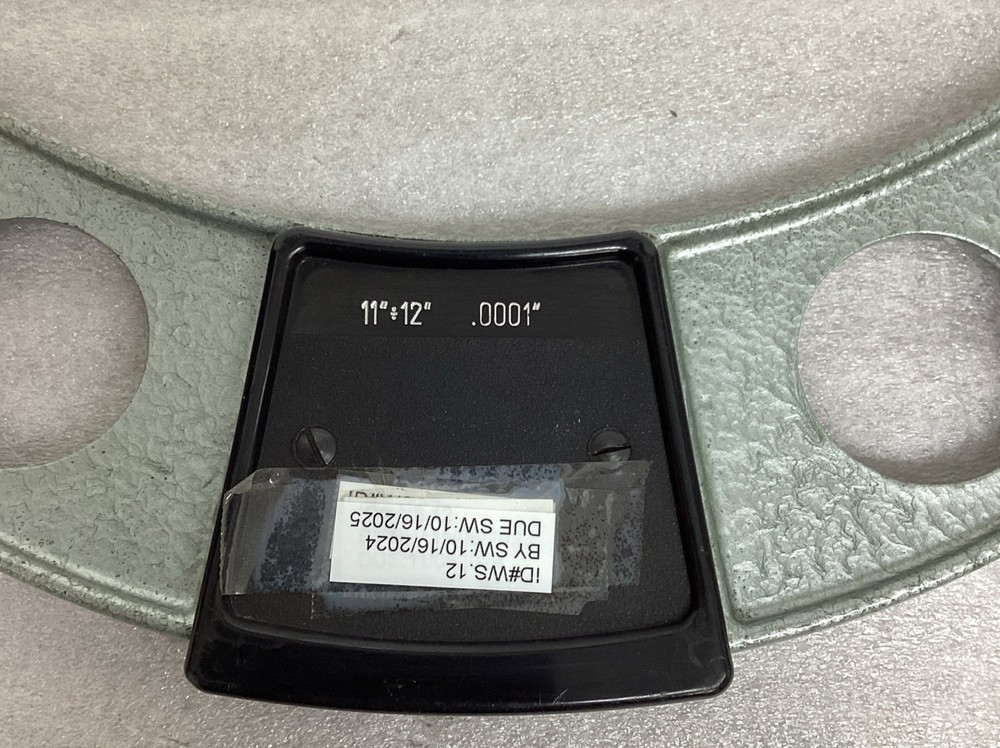 11"÷12" .0001"
ID#WS.12
BY SW:10/16/2024
DUE SW:10/16/2025